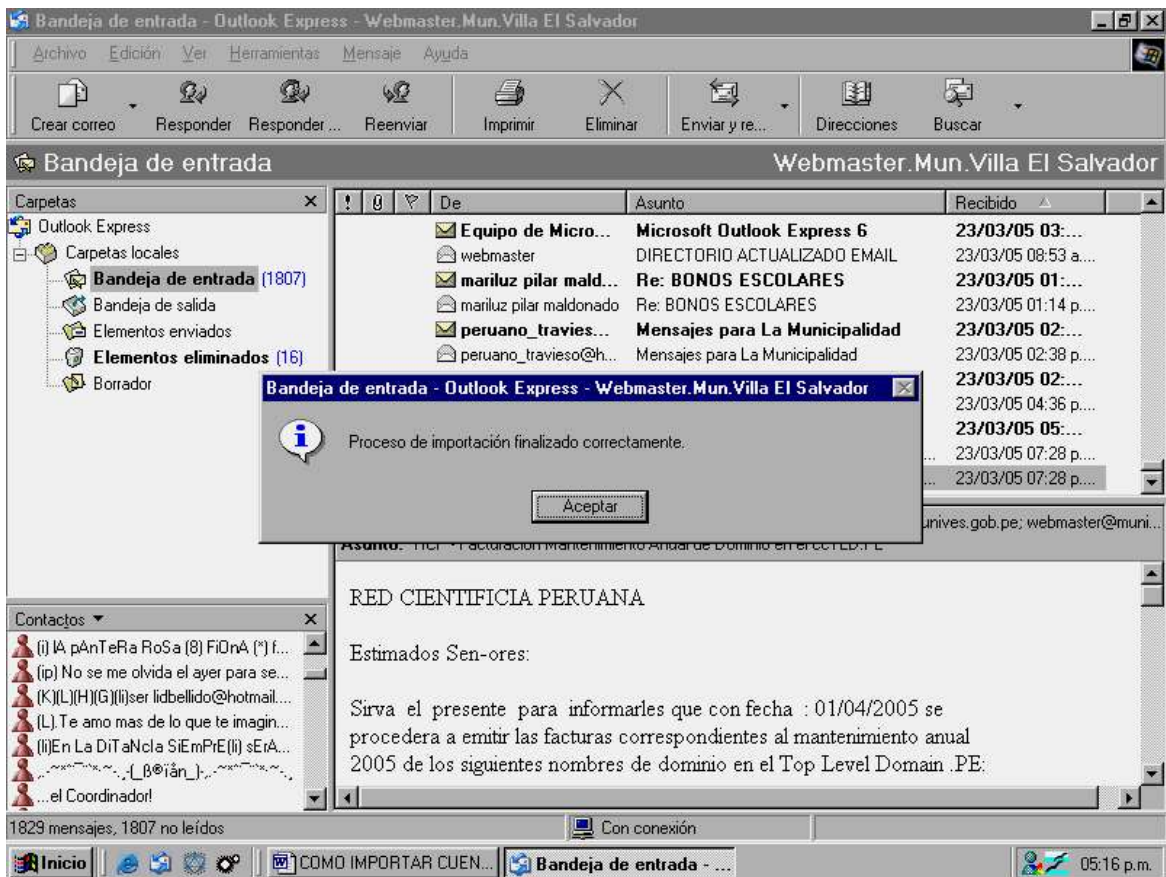 Bandeja de entrada - Outlook Express - Webmaster.Mun.Villa El Salvador
Archivo Edición Ver Herramientas Mensaje Ayuda
Crear correo Responder Responder ... Reenviar Imprimir Eliminar Enviar y re... Direcciones Buscar
Bandeja de entrada Webmaster.Mun.Villa El Salvador
Carpetas
Outlook Express
Carpetas locales
Bandeja de entrada (1807)
Bandeja de salida
Elementos enviados
Elementos eliminados (16)
Borrador
! De Asunto Recibido
Equipo de Micro... Microsoft Outlook Express 6 23/03/05 03:...
webmaster DIRECTORIO ACTUALIZADO EMAIL 23/03/05 08:53 a....
mariluz pilar mald... Re: BONOS ESCOLARES 23/03/05 01:...
mariluz pilar maldonado Re: BONOS ESCOLARES 23/03/05 01:14 p....
peruano_travies... Mensajes para La Municipalidad 23/03/05 02:...
peruano_travieso@h... Mensajes para La Municipalidad 23/03/05 02:38 p....
23/03/05 02:...
23/03/05 04:36 p....
23/03/05 05:...
... 23/03/05 07:28 p....
... 23/03/05 07:28 p....
Bandeja de entrada - Outlook Express - Webmaster.Mun.Villa El Salvador
Proceso de importación finalizado correctamente.
Aceptar
unives.gob.pe; webmaster@muni...
Asunto: - Facturacion Mantenimiento Anual de Dominio en el ccTLD.PE
RED CIENTIFICIA PERUANA
Estimados Sen-ores:
Sirva el presente para informarles que con fecha : 01/04/2005 se
procedera a emitir las facturas correspondientes al mantenimiento anual
2005 de los siguientes nombres de dominio en el Top Level Domain .PE:
Contactos
(i) lA pAnTeRa RoSa (8) FiOnA (*) f...
(ip) No se me olvida el ayer para se...
(K)(L)(H)(G)(li)ser lidbellido@hotmail....
(L).Te amo mas de lo que te imagin...
(li)En La DiTaNcIa SiEmPrE(li) sErA...
...el Coordinador!
1829 mensajes, 1807 no leídos Con conexión
Inicio COMO IMPORTAR CUEN... Bandeja de entrada - ... 05:16 p.m.